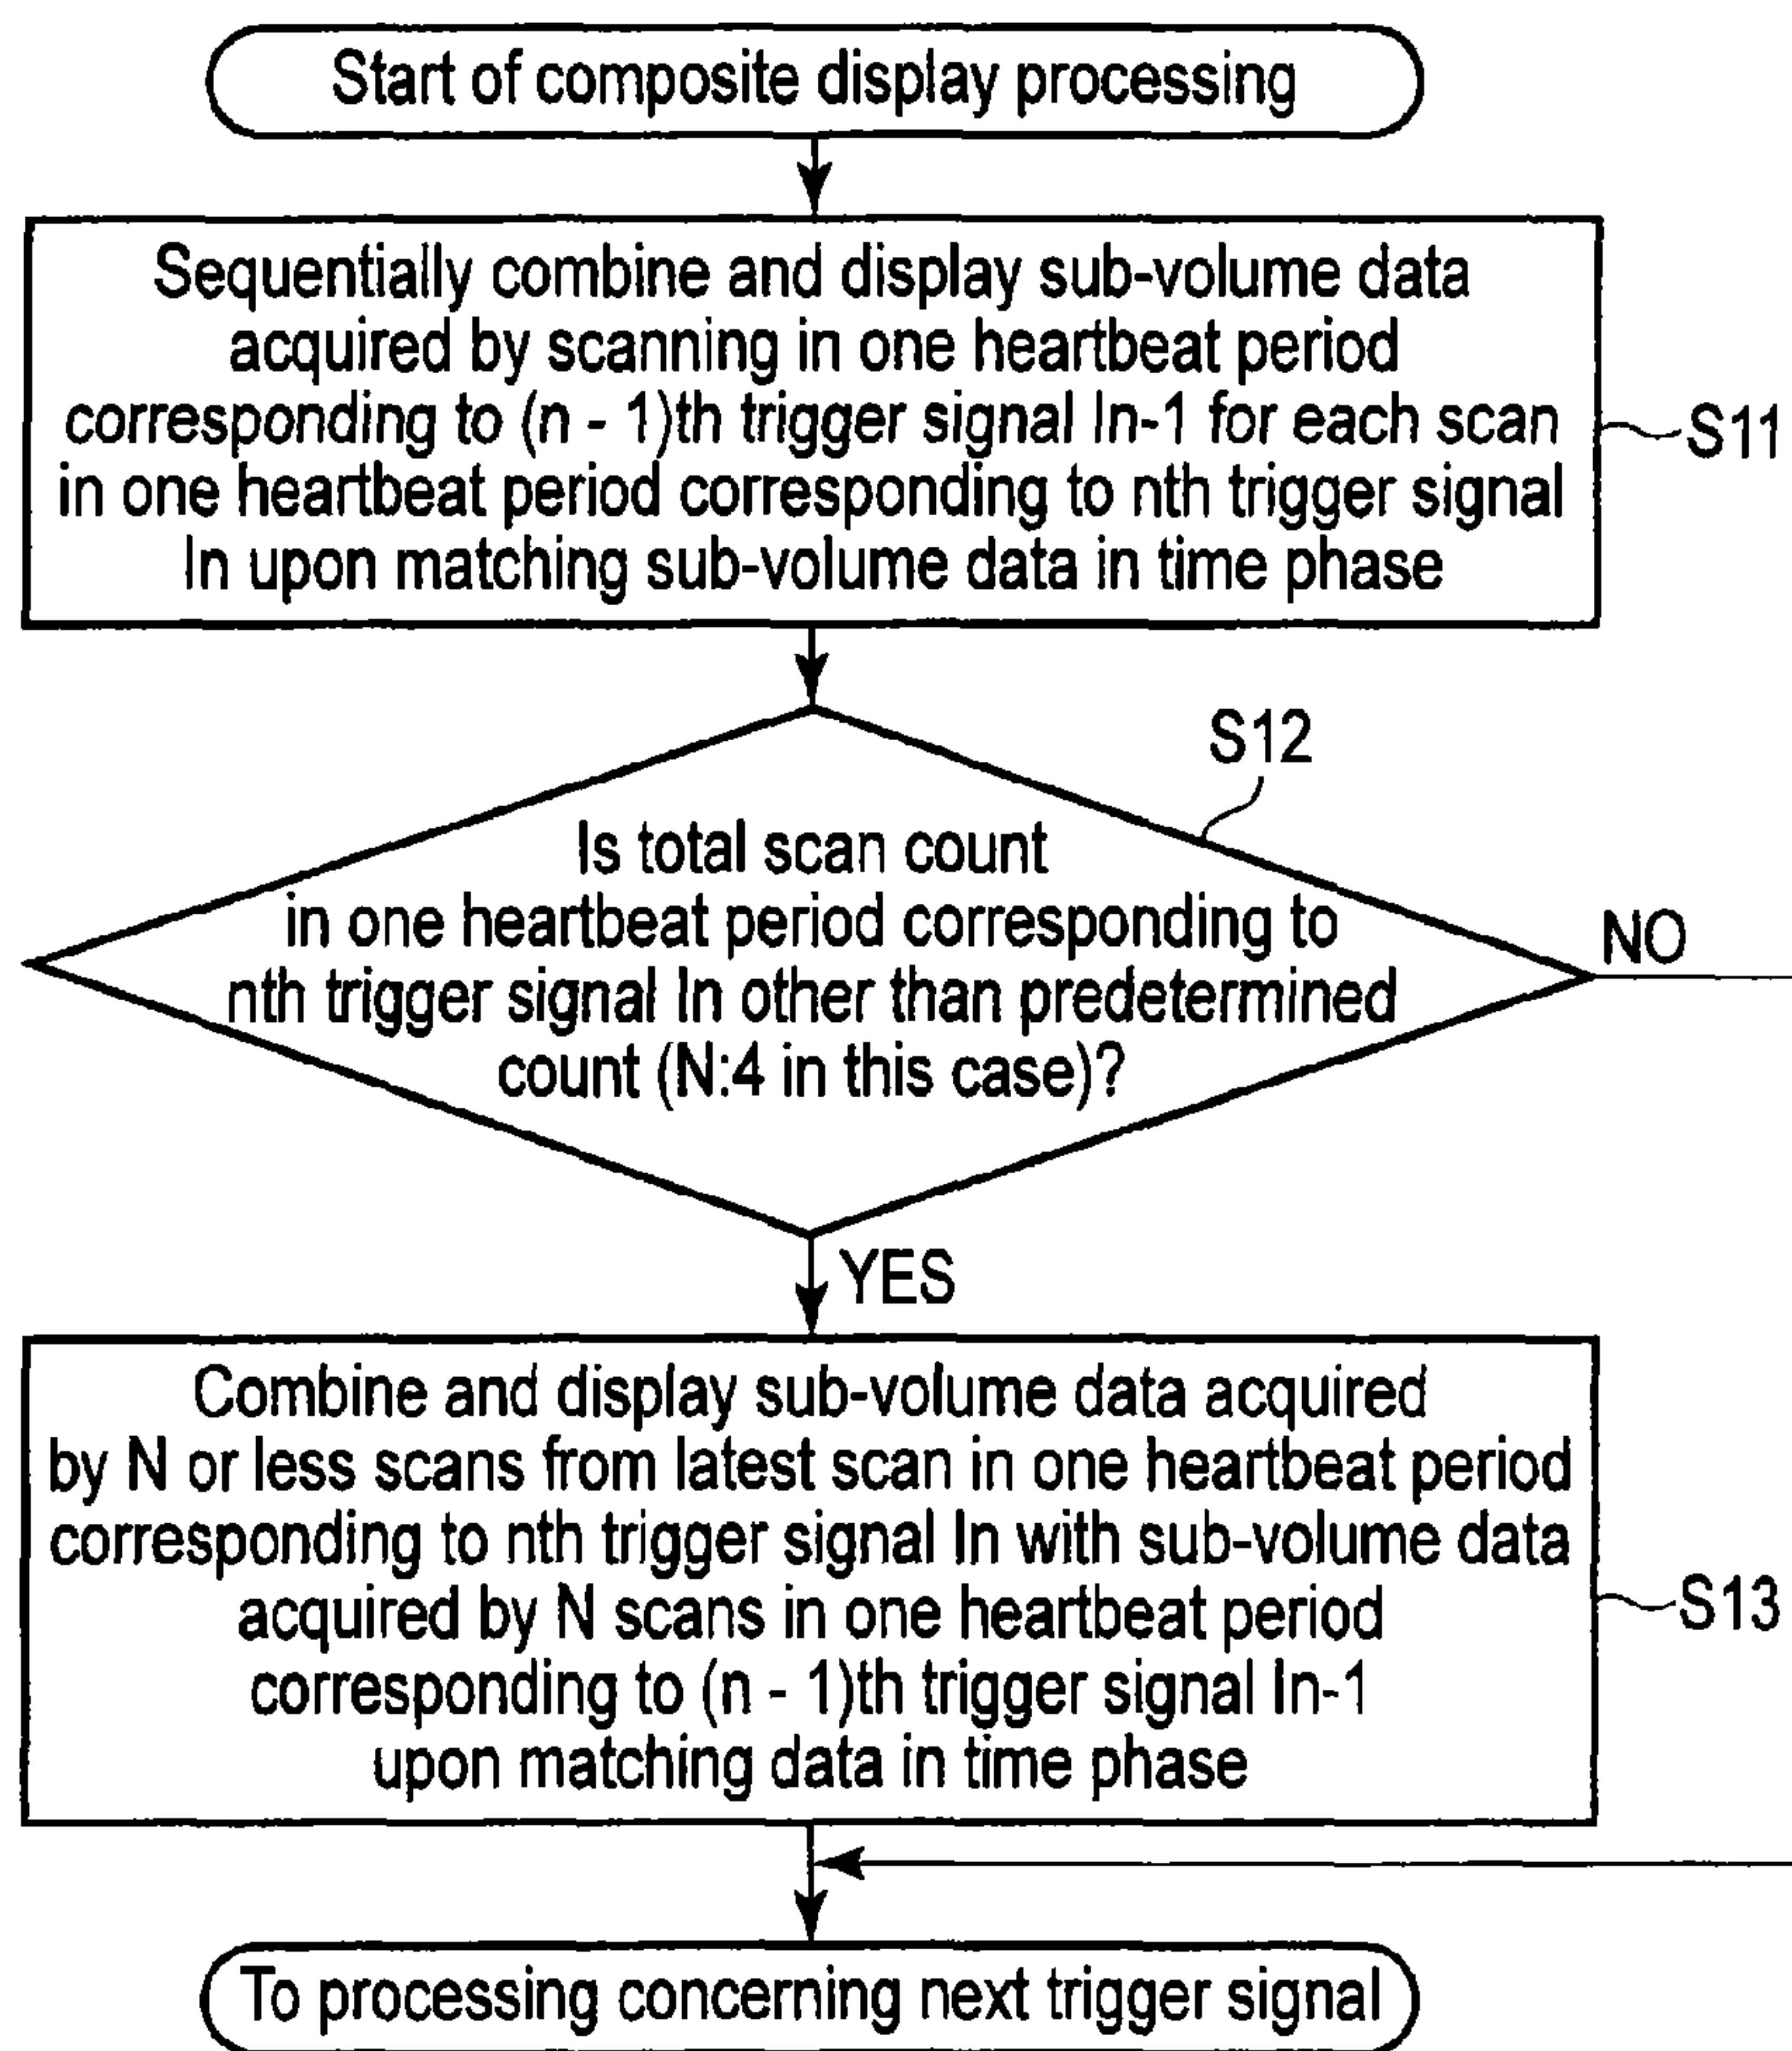 Start of composite display processing
Sequentially combine and display sub-volume data
acquired by scanning in one heartbeat period
corresponding to (n - 1)th trigger signal In-1 for each scan
in one heartbeat period corresponding to nth trigger signal
In upon matching sub-volume data in time phase
S11
S12
Is total scan count
in one heartbeat period corresponding to
nth trigger signal In other than predetermined
count (N:4 in this case)?
NO
YES
Combine and display sub-volume data acquired
by N or less scans from latest scan in one heartbeat period
corresponding to nth trigger signal In with sub-volume data
acquired by N scans in one heartbeat period
corresponding to (n - 1)th trigger signal In-1
upon matching data in time phase
S13
To processing concerning next trigger signal